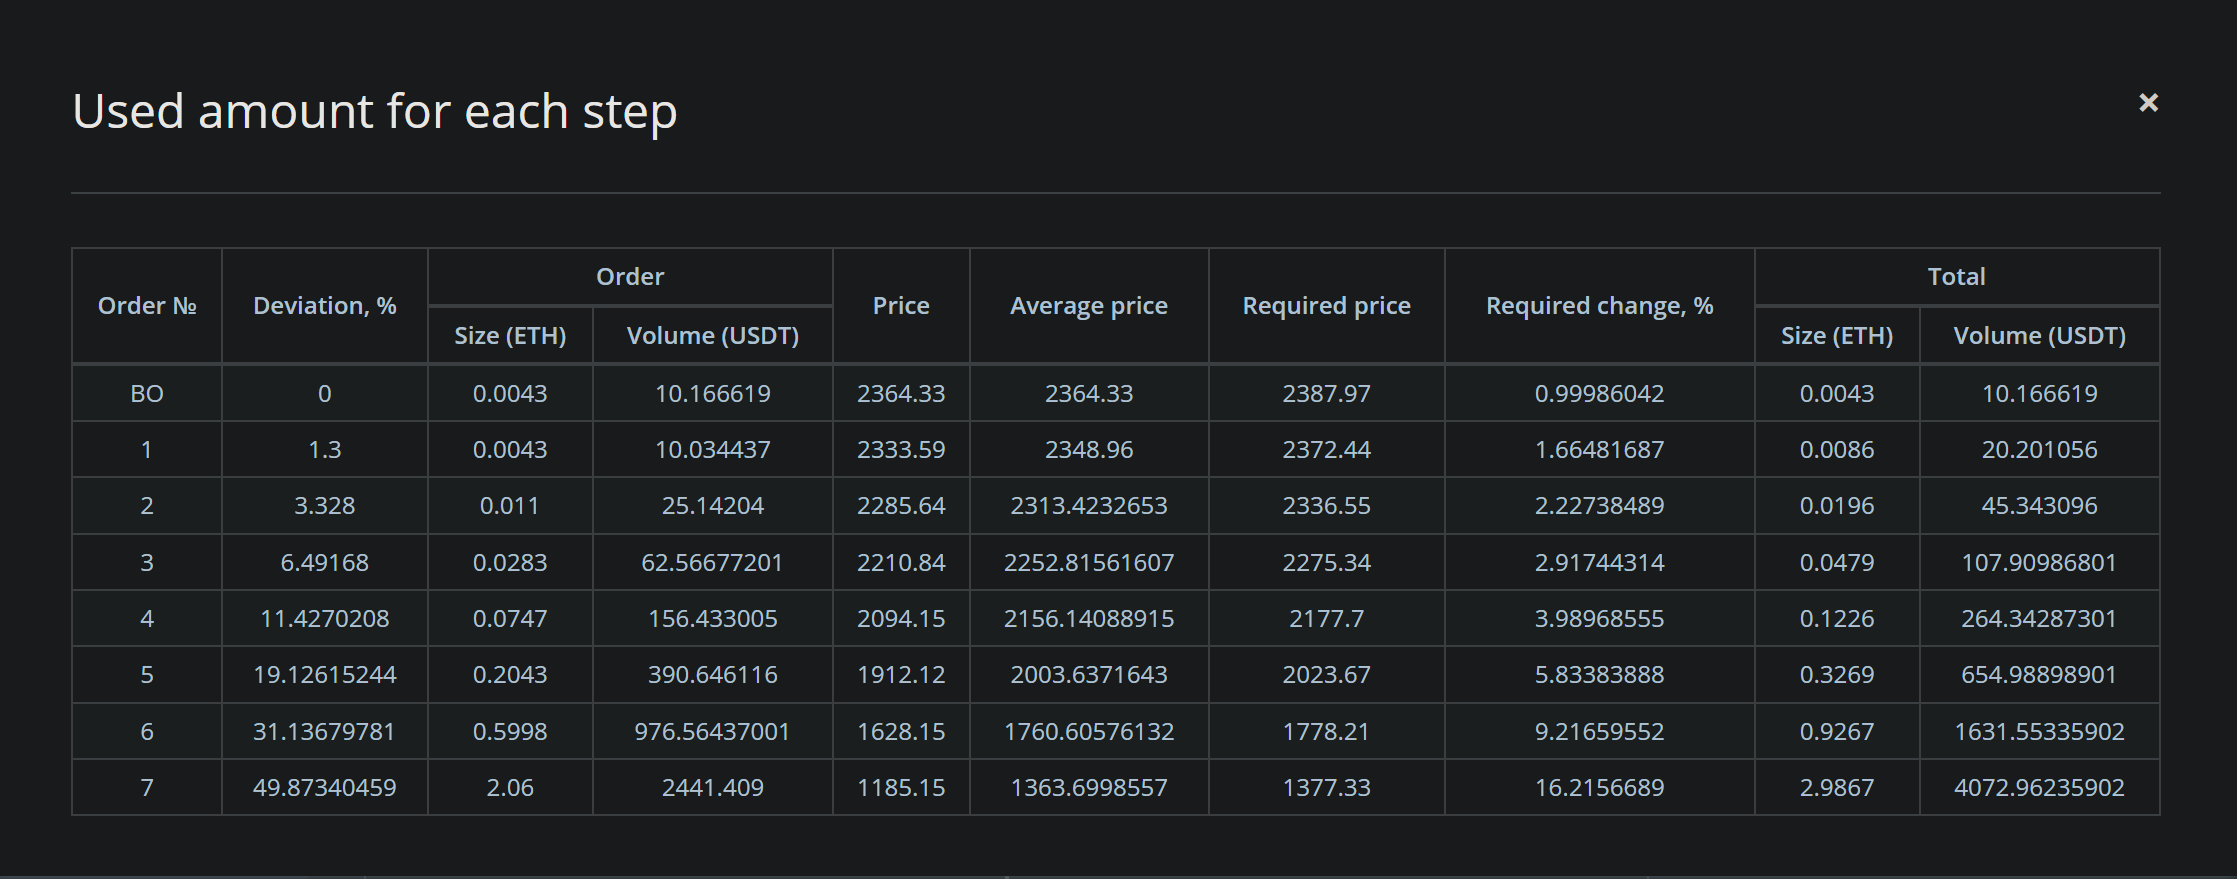 Used amount for each step
×
Order № Deviation, % Order Price Average price Required price Required change, % Total
Size (ETH) Volume (USDT) Size (ETH) Volume (USDT)
BO 0 0.0043 10.166619 2364.33 2364.33 2387.97 0.99986042 0.0043 10.166619
1 1.3 0.0043 10.034437 2333.59 2348.96 2372.44 1.66481687 0.0086 20.201056
2 3.328 0.011 25.14204 2285.64 2313.4232653 2336.55 2.22738489 0.0196 45.343096
3 6.49168 0.0283 62.56677201 2210.84 2252.81561607 2275.34 2.91744314 0.0479 107.90986801
4 11.4270208 0.0747 156.433005 2094.15 2156.14088915 2177.7 3.98968555 0.1226 264.34287301
5 19.12615244 0.2043 390.646116 1912.12 2003.6371643 2023.67 5.83383888 0.3269 654.98898901
6 31.13679781 0.5998 976.56437001 1628.15 1760.60576132 1778.21 9.21659552 0.9267 1631.55335902
7 49.87340459 2.06 2441.409 1185.15 1363.6998557 1377.33 16.2156689 2.9867 4072.96235902